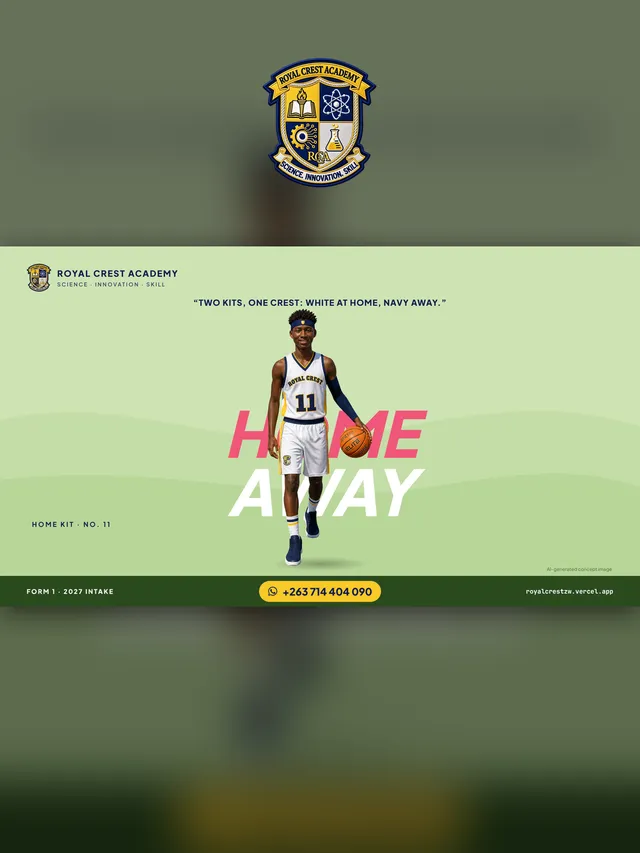 ROYAL CREST ACADEMY
RCA
SCIENCE. INNOVATION. SKILL
ROYAL CREST ACADEMY
SCIENCE · INNOVATION · SKILL
“TWO KITS, ONE CREST: WHITE AT HOME, NAVY AWAY.”
ROYAL CREST
11
HOME
AWAY
HOME KIT · NO. 11
FORM 1 · 2027 INTAKE
+263 714 404 090
royalcrestzw.vercel.app